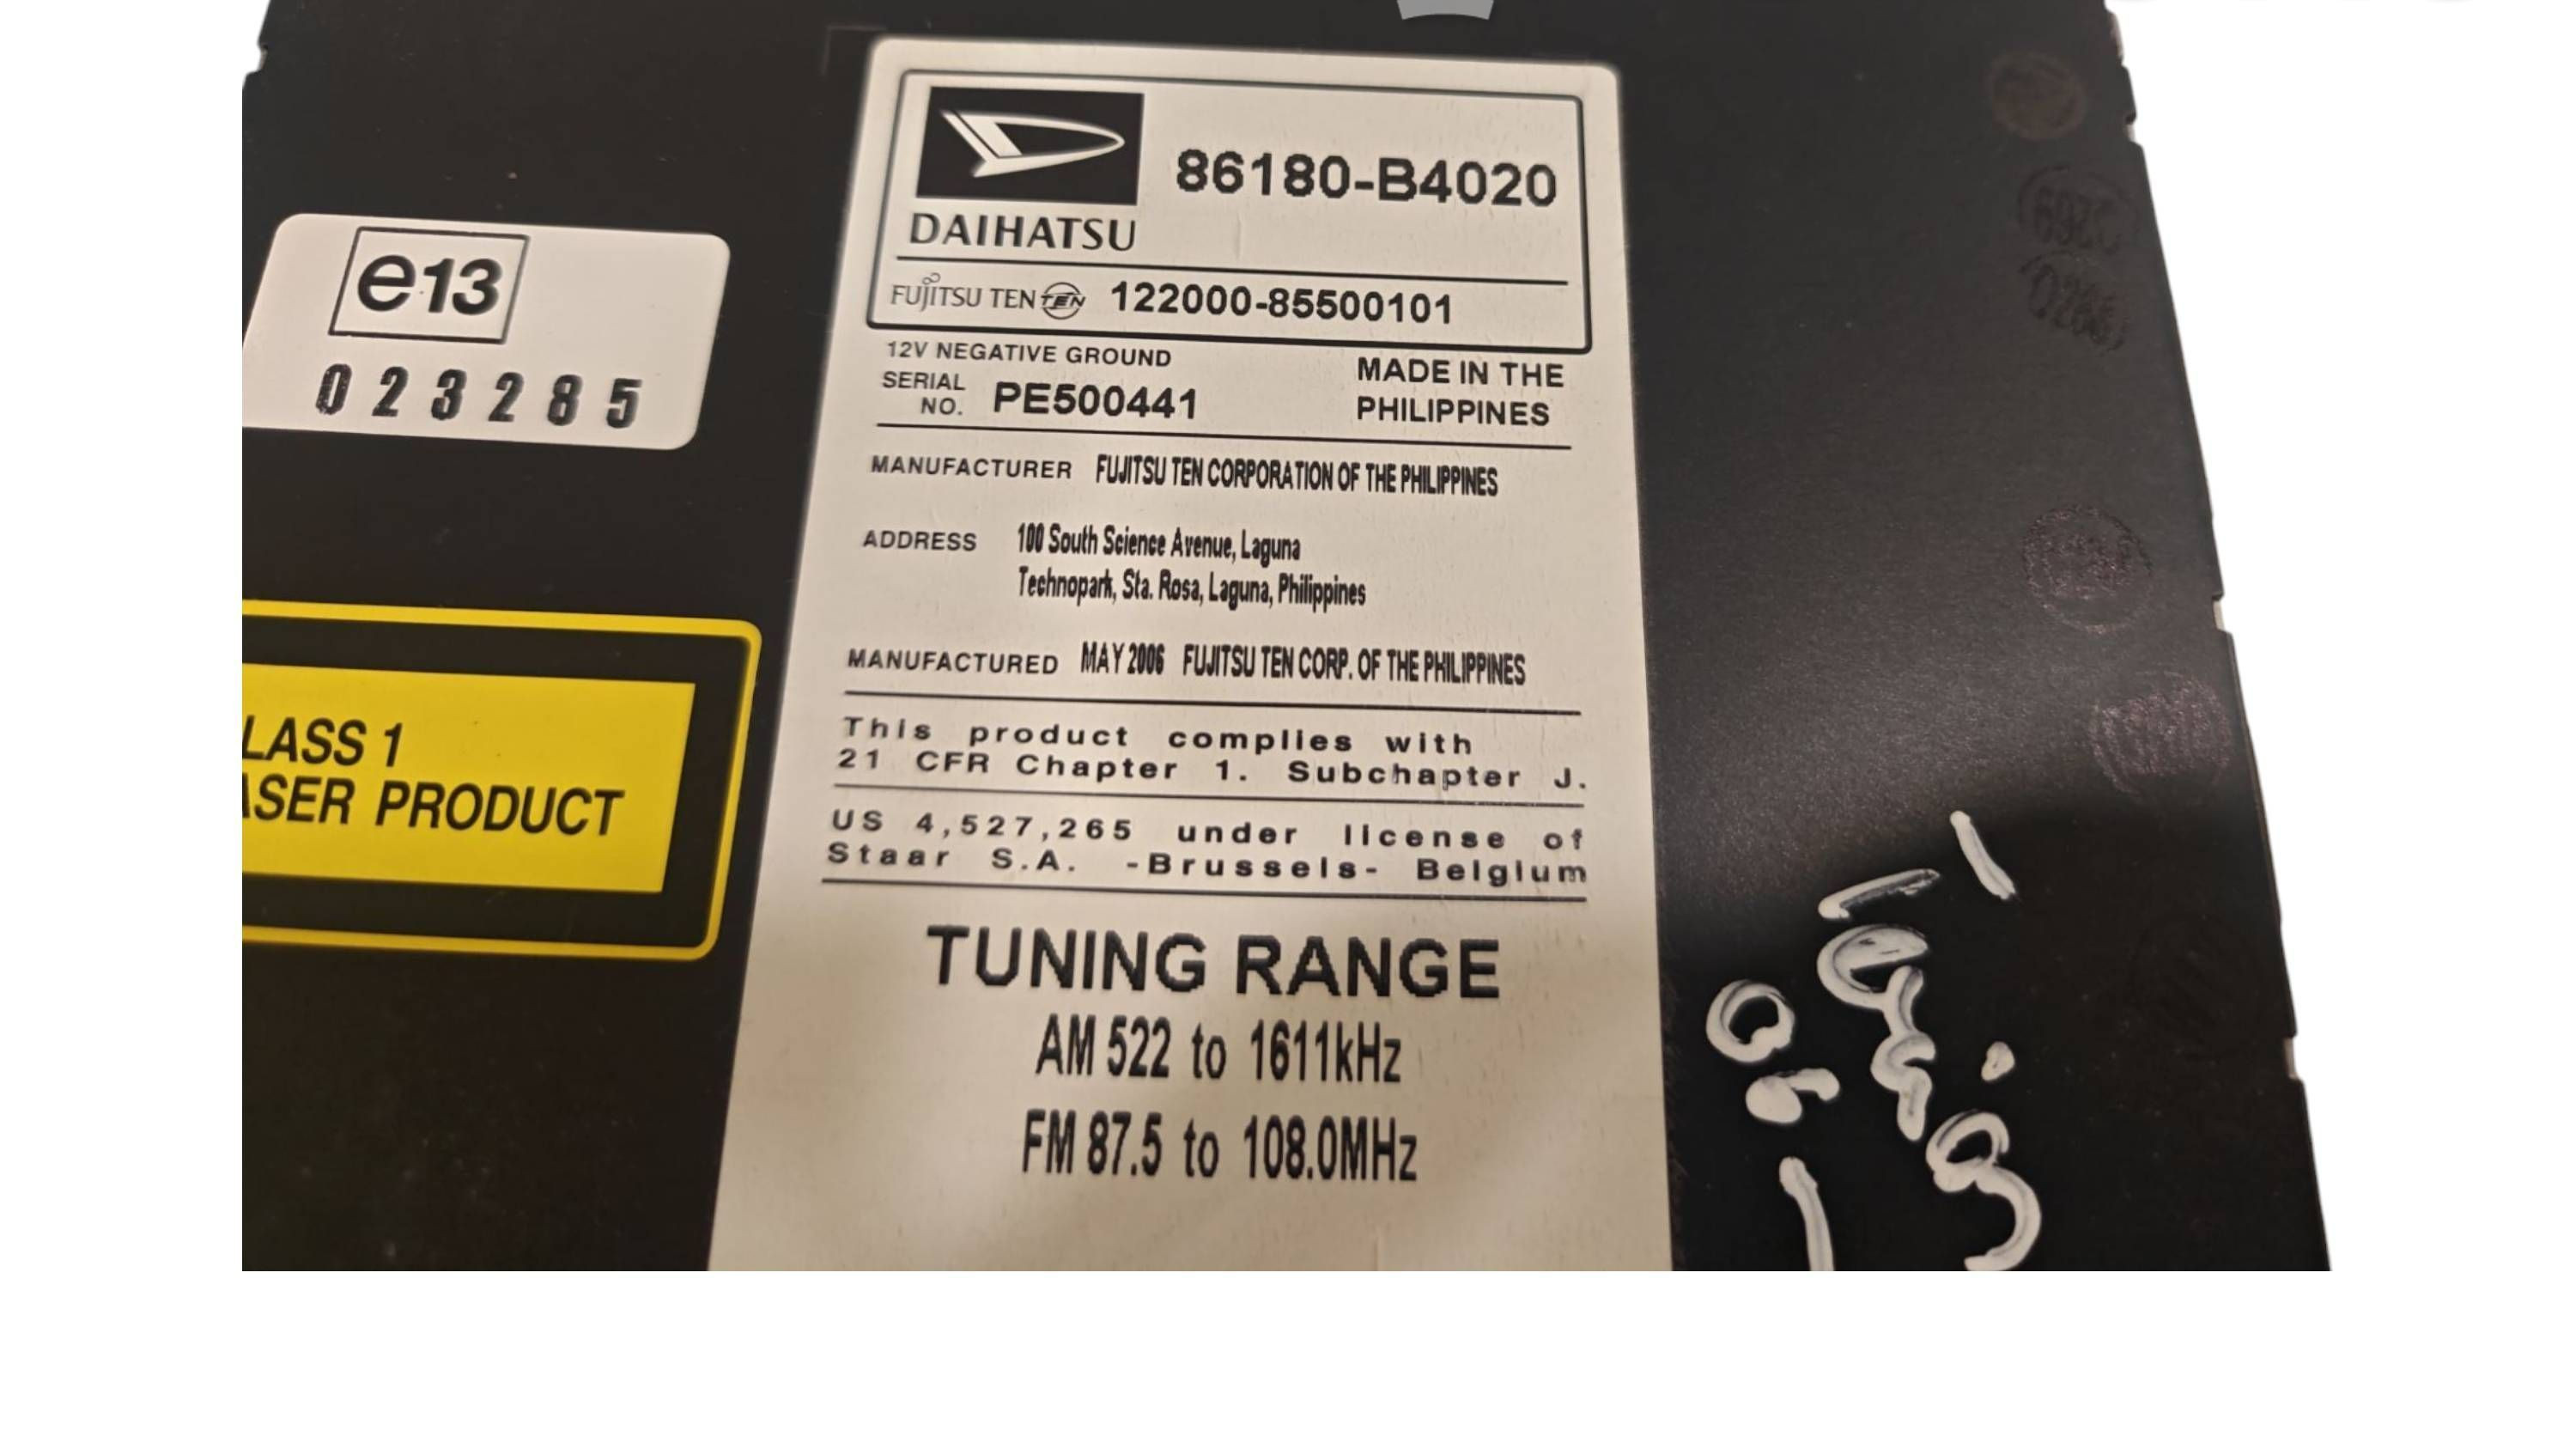 e13
023285
LASS 1
ASER PRODUCT
86180-B4020
DAIHATSU
FUJITSU TEN TEN 122000-85500101
12V NEGATIVE GROUND
SERIAL NO. PE500441
MADE IN THE
PHILIPPINES
MANUFACTURER FUJITSU TEN CORPORATION OF THE PHILIPPINES
ADDRESS 100 South Science Avenue, Laguna
Technopark, Sta. Rosa, Laguna, Philippines
MANUFACTURED MAY 2006 FUJITSU TEN CORP. OF THE PHILIPPINES
This product complies with
21 CFR Chapter 1. Subchapter J.
US 4,527,265 under license of
Staar S.A. -Brussels- Belgium
TUNING RANGE
AM 522 to 1611kHz
FM 87.5 to 108.0MHz